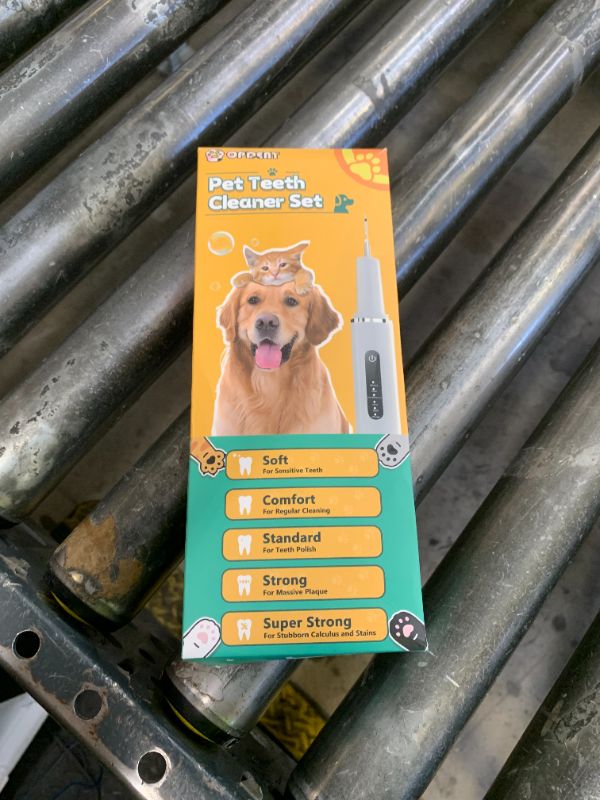 OPDENT
Pet Teeth
Cleaner Set
Soft
For Sensitive Teeth
Comfort
For Regular Cleaning
Standard
For Teeth Polish
Strong
For Massive Plaque
Super Strong
For Stubborn Calculus and Stains